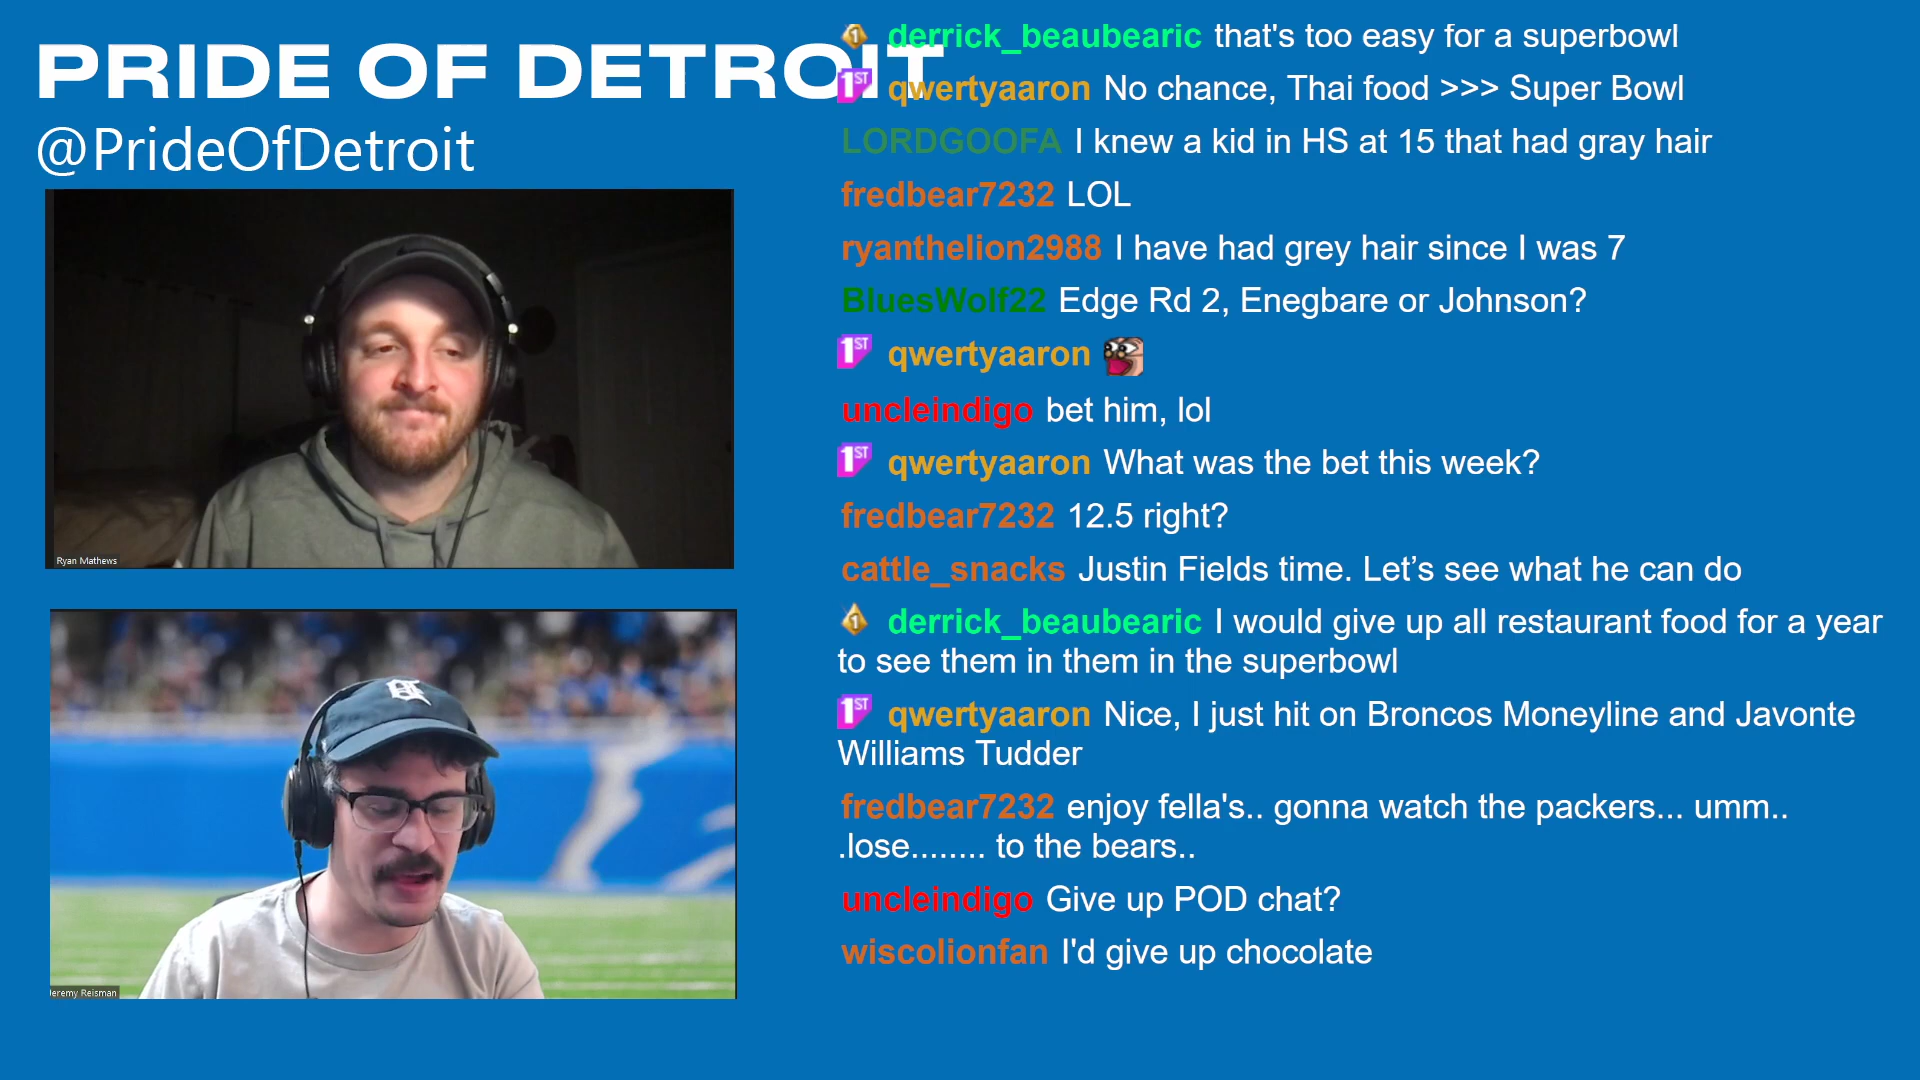 PRIDE OF DETROIT
@PrideOfDetroit
Ryan Mathews
Jeremy Reisman
derrick_beaubearic that's too easy for a superbowl
1ST qwertyaaron No chance, Thai food >>> Super Bowl
LORDGOOFA I knew a kid in HS at 15 that had gray hair
fredbear7232 LOL
ryanthelion2988 I have had grey hair since I was 7
BluesWolf22 Edge Rd 2, Enegbare or Johnson?
1ST qwertyaaron
uncleindigo bet him, lol
1ST qwertyaaron What was the bet this week?
fredbear7232 12.5 right?
cattle_snacks Justin Fields time. Let’s see what he can do
1 derrick_beaubearic I would give up all restaurant food for a year
to see them in them in the superbowl
1ST qwertyaaron Nice, I just hit on Broncos Moneyline and Javonte
Williams Tudder
fredbear7232 enjoy fella's.. gonna watch the packers... umm..
.lose........ to the bears..
uncleindigo Give up POD chat?
wiscolionfan I'd give up chocolate